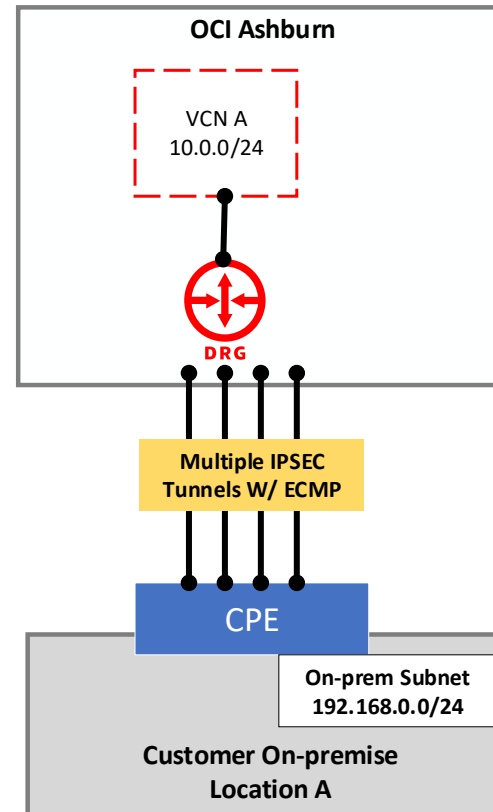 OCI Ashburn
VCN A
10.0.0/24
DRG
Multiple IPSEC
Tunnels W/ ECMP
CPE
On-prem Subnet
192.168.0.0/24
Customer On-premise
Location A